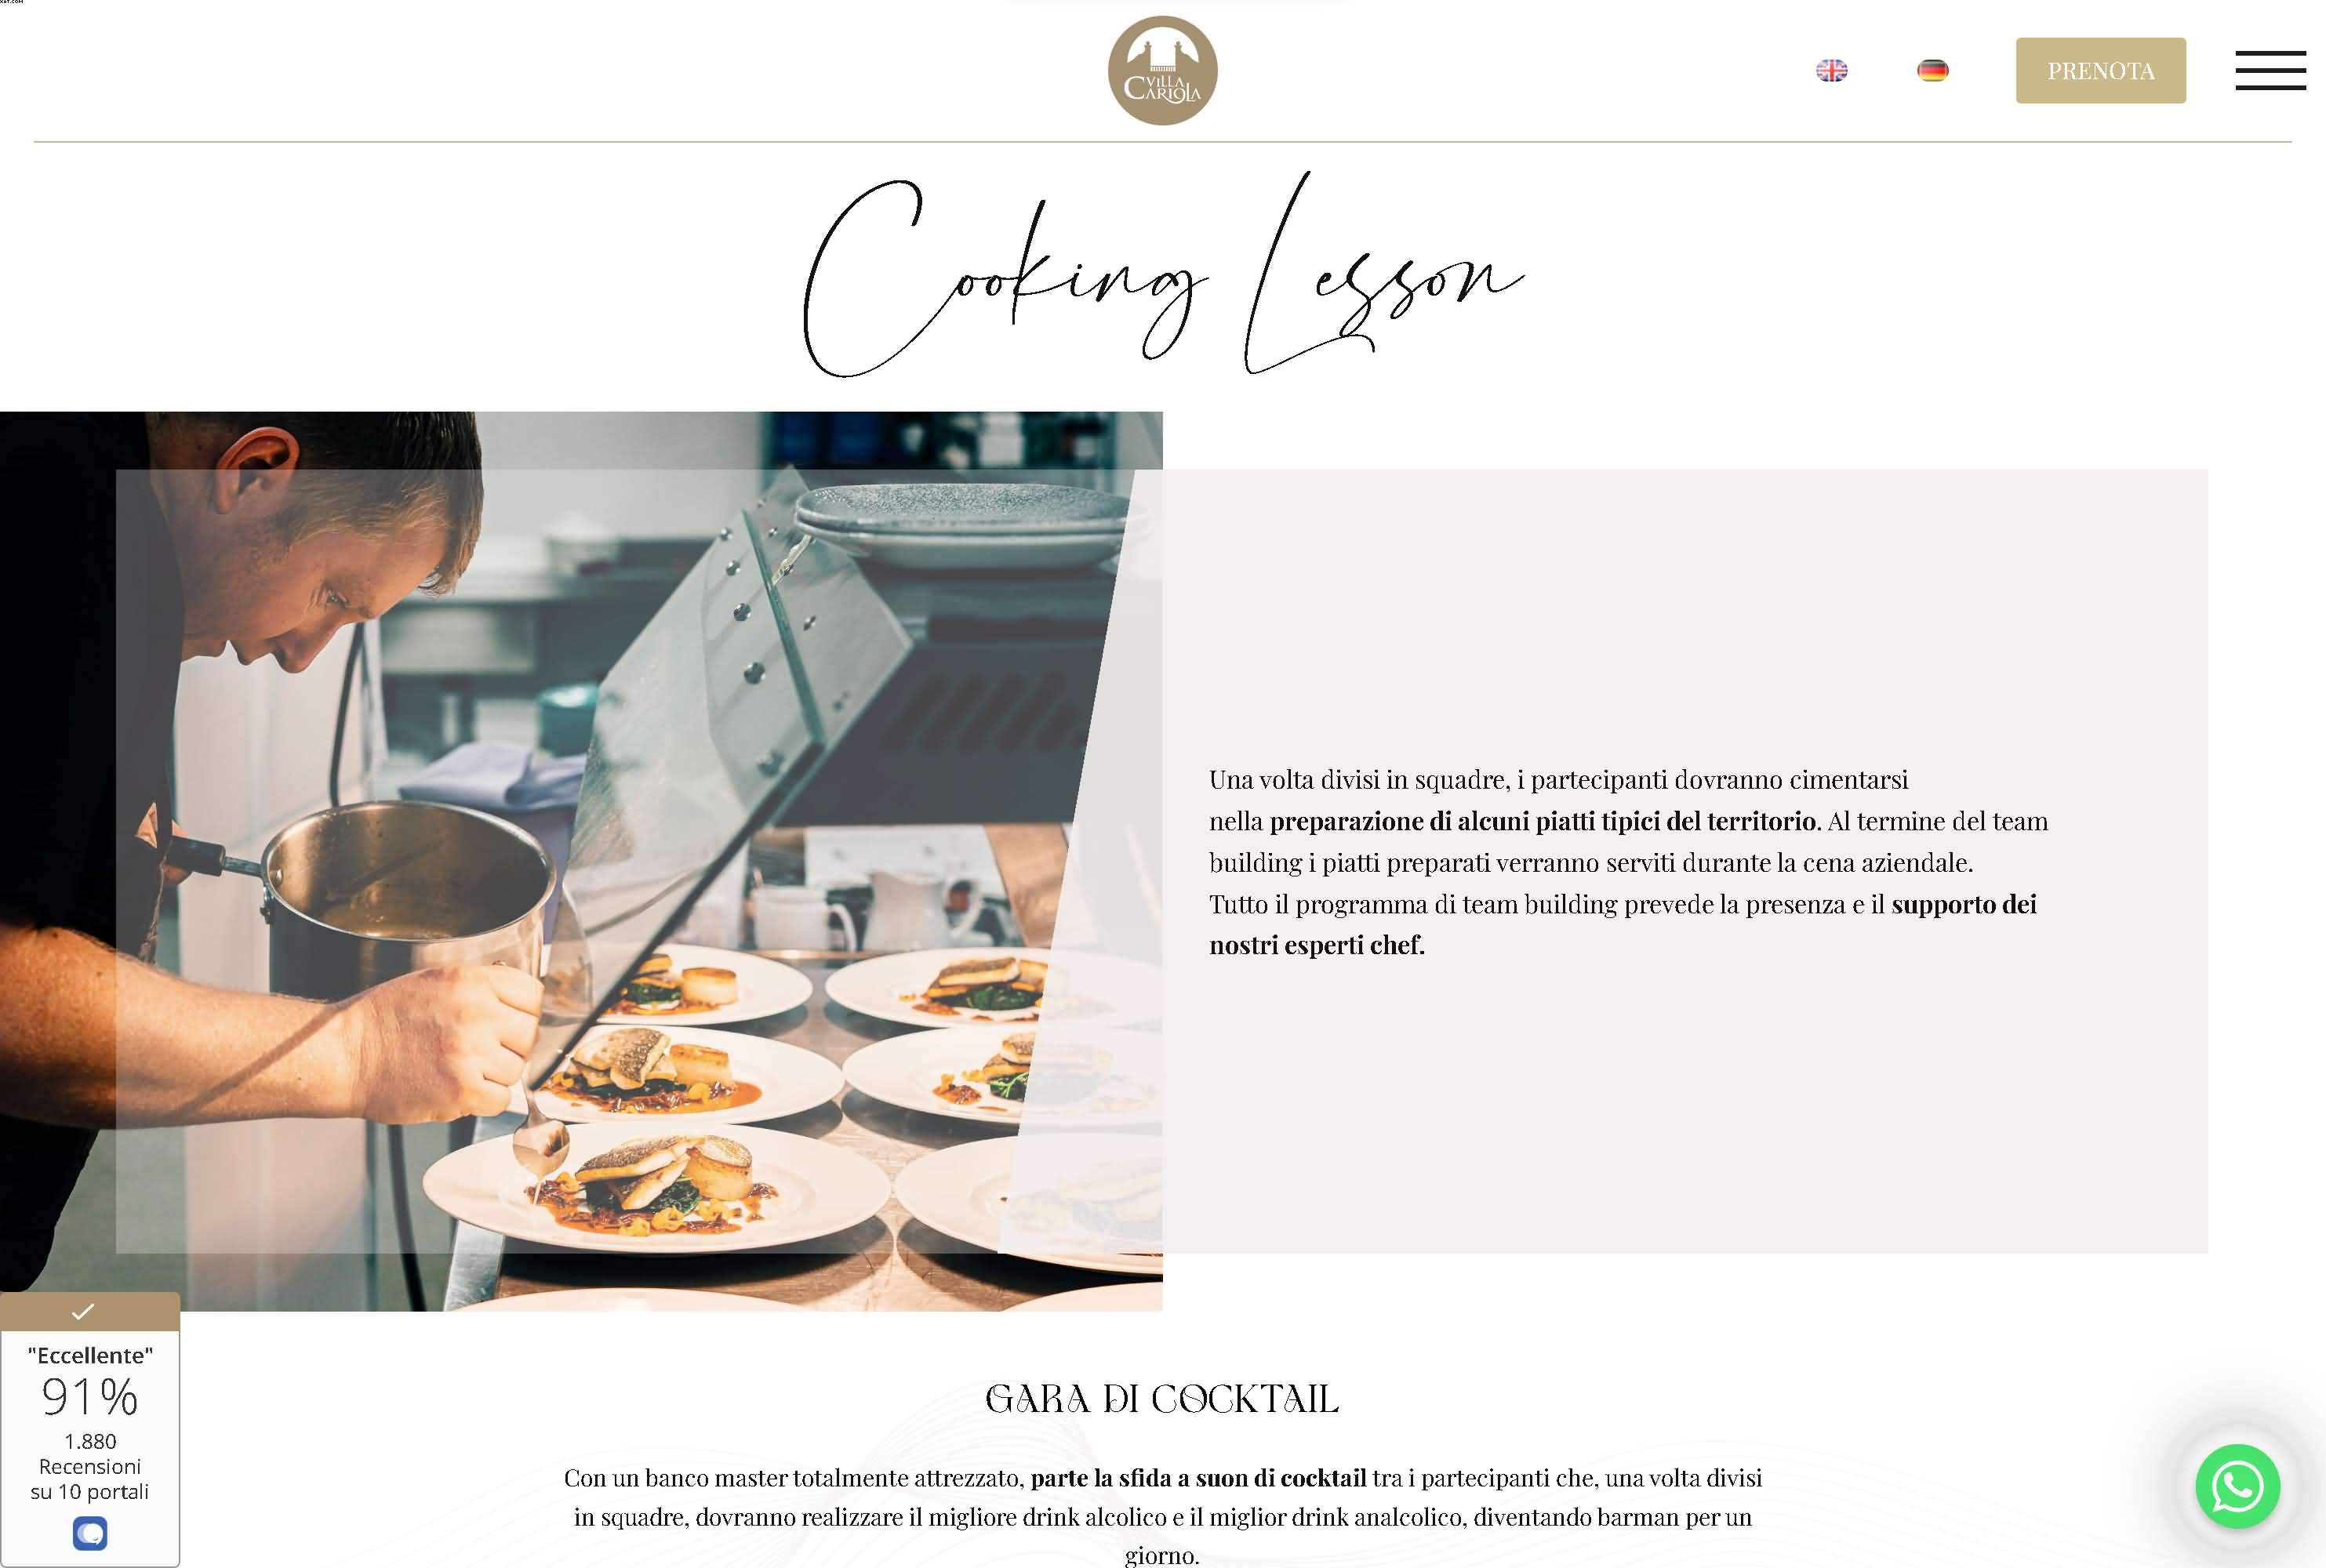 VILLA
CARIOLA
PRENOTA
Cooking Lesson
Una volta divisi in squadre, i partecipanti dovranno cimentarsi
nella preparazione di alcuni piatti tipici del territorio. Al termine del team
building i piatti preparati verranno serviti durante la cena aziendale.
Tutto il programma di team building prevede la presenza e il supporto dei
nostri esperti chef.
"Eccellente"
91%
1.880
Recensioni
su 10 portali
GARA DI COCKTAIL
Con un banco master totalmente attrezzato, parte la sfida a suon di cocktail tra i partecipanti che, una volta divisi
in squadre, dovranno realizzare il migliore drink alcolico e il miglior drink analcolico, diventando barman per un
giorno.